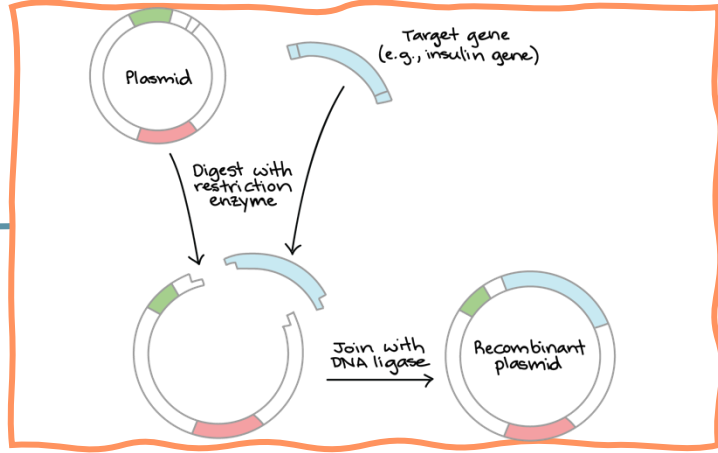 Plasmid
Target gene
(e.g., insulin gene)
Digest with
restriction
enzyme
Join with
DNA ligase
Recombinant
plasmid